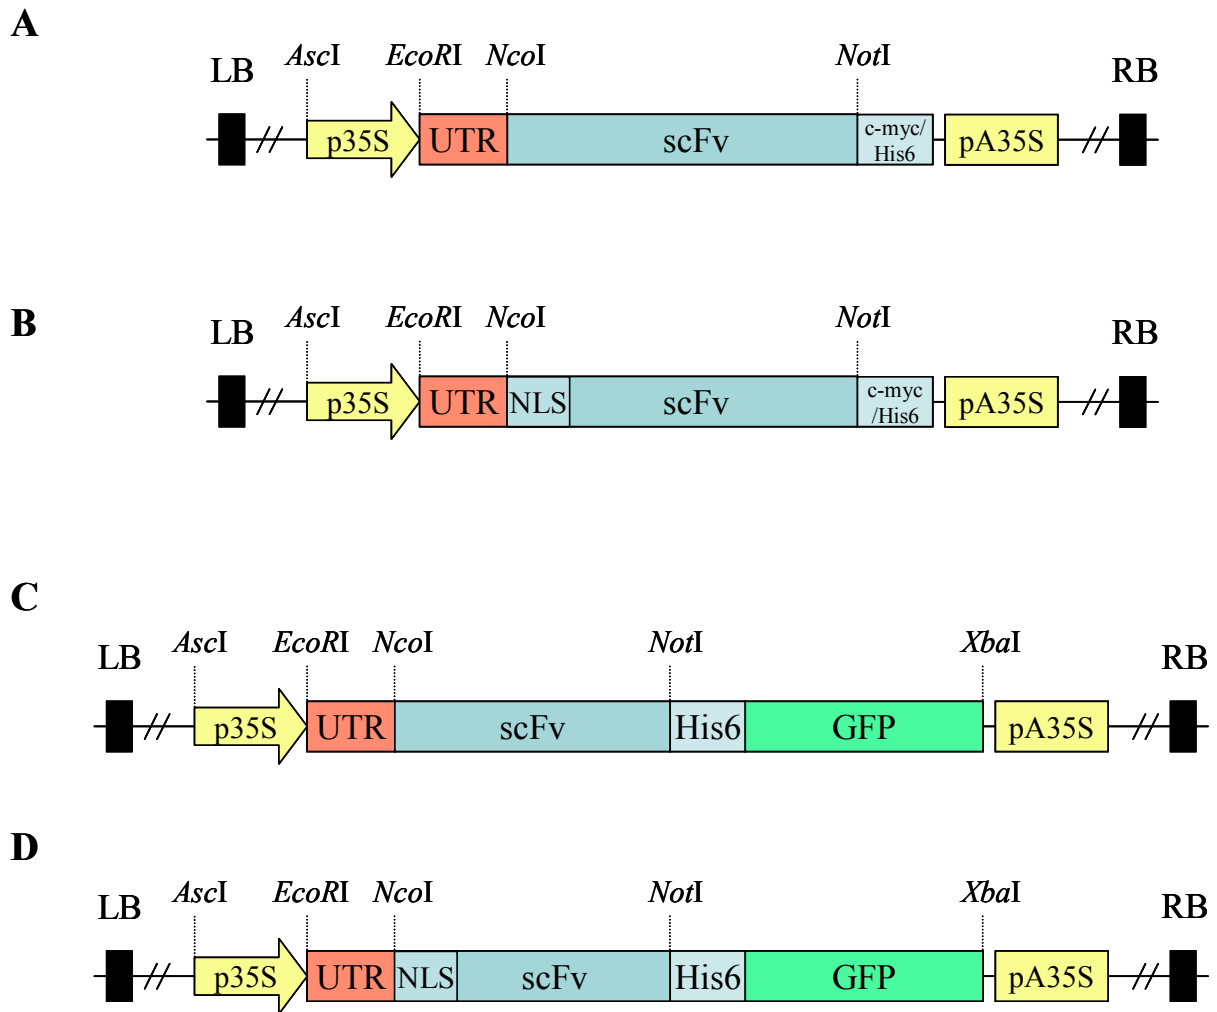 A
LB AscI EcoRI NcoI NotI RB
p35S UTR scFv c-myc/ His6 pA35S
B
LB AscI EcoRI NcoI NotI RB
p35S UTR NLS scFv c-myc /His6 pA35S
C
LB AscI EcoRI NcoI NotI XbaI RB
p35S UTR scFv His6 GFP pA35S
D
LB AscI EcoRI NcoI NotI XbaI RB
p35S UTR NLS scFv His6 GFP pA35S